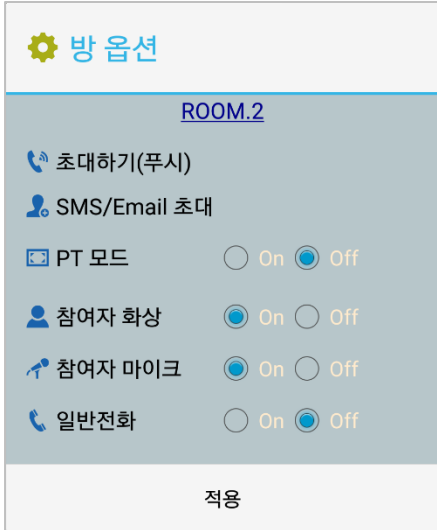 방 옵션
ROOM.2
초대하기(푸시)
SMS/Email 초대
PT 모드 On Off
참여자 화상 On Off
참여자 마이크 On Off
일반전화 On Off
적용